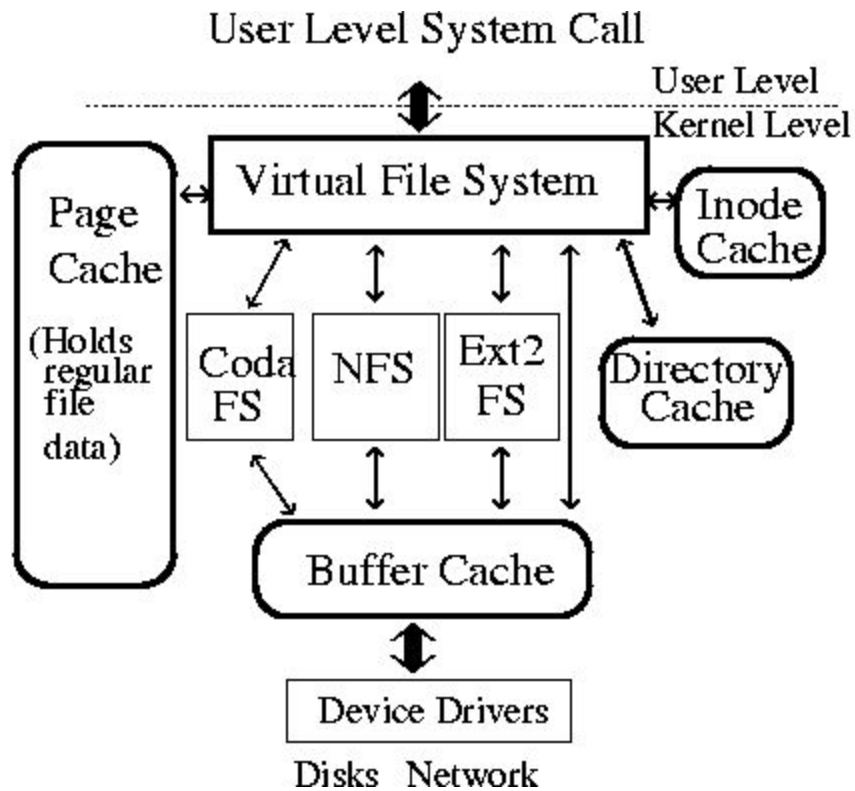 User Level System Call
User Level
Kernel Level
Virtual File System
Page
Cache
(Holds
regular
file
data)
Inode
Cache
Coda
FS
NFS
Ext2
FS
Directory
Cache
Buffer Cache
Device Drivers
Disks Network